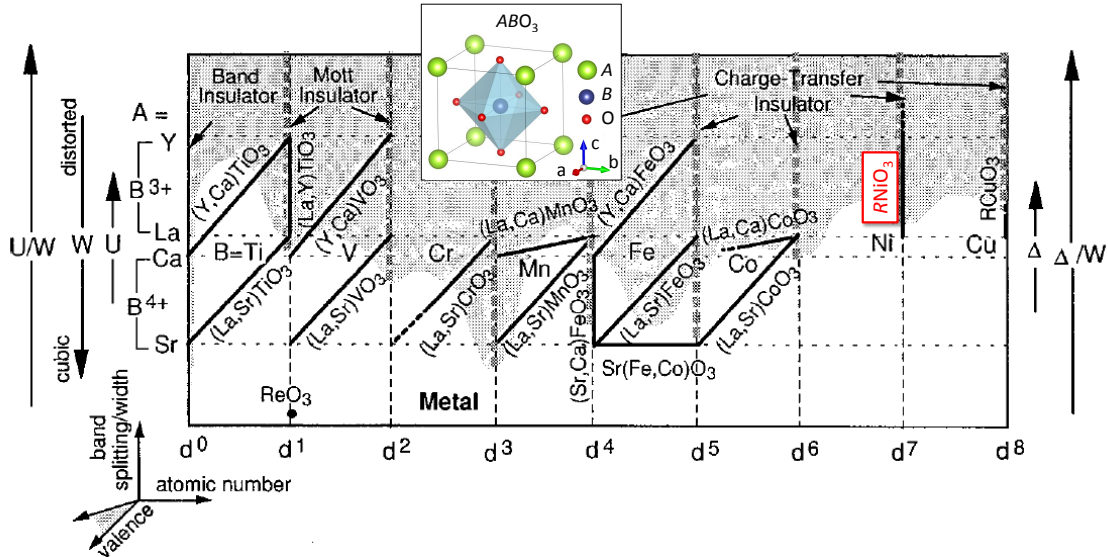 ABO₃
A
B
O
c
b
a
Band
Insulator
Mott
Insulator
Charge-Transfer
Insulator
A =
Y
La
Ca
Sr
B³⁺
B⁴⁺
distorted
cubic
U/W
W
U
Δ
Δ/W
(Y,Ca)TiO₃
(La,Y)TiO₃
(Y,Ca)VO₃
(La,Ca)MnO₃
(Y,Ca)FeO₃
(La,Ca)CoO₃
RNiO₃
RCuO₃
B=Ti
V
Cr
Mn
Fe
Co
Ni
Cu
(La,Sr)TiO₃
(La,Sr)VO₃
(La,Sr)CrO₃
(La,Sr)MnO₃
(Sr,Ca)FeO₃
(La,Sr)FeO₃
(La,Sr)CoO₃
Sr(Fe,Co)O₃
ReO₃
Metal
d⁰ d¹ d² d³ d⁴ d⁵ d⁶ d⁷ d⁸
band
splitting/width
atomic number
valence